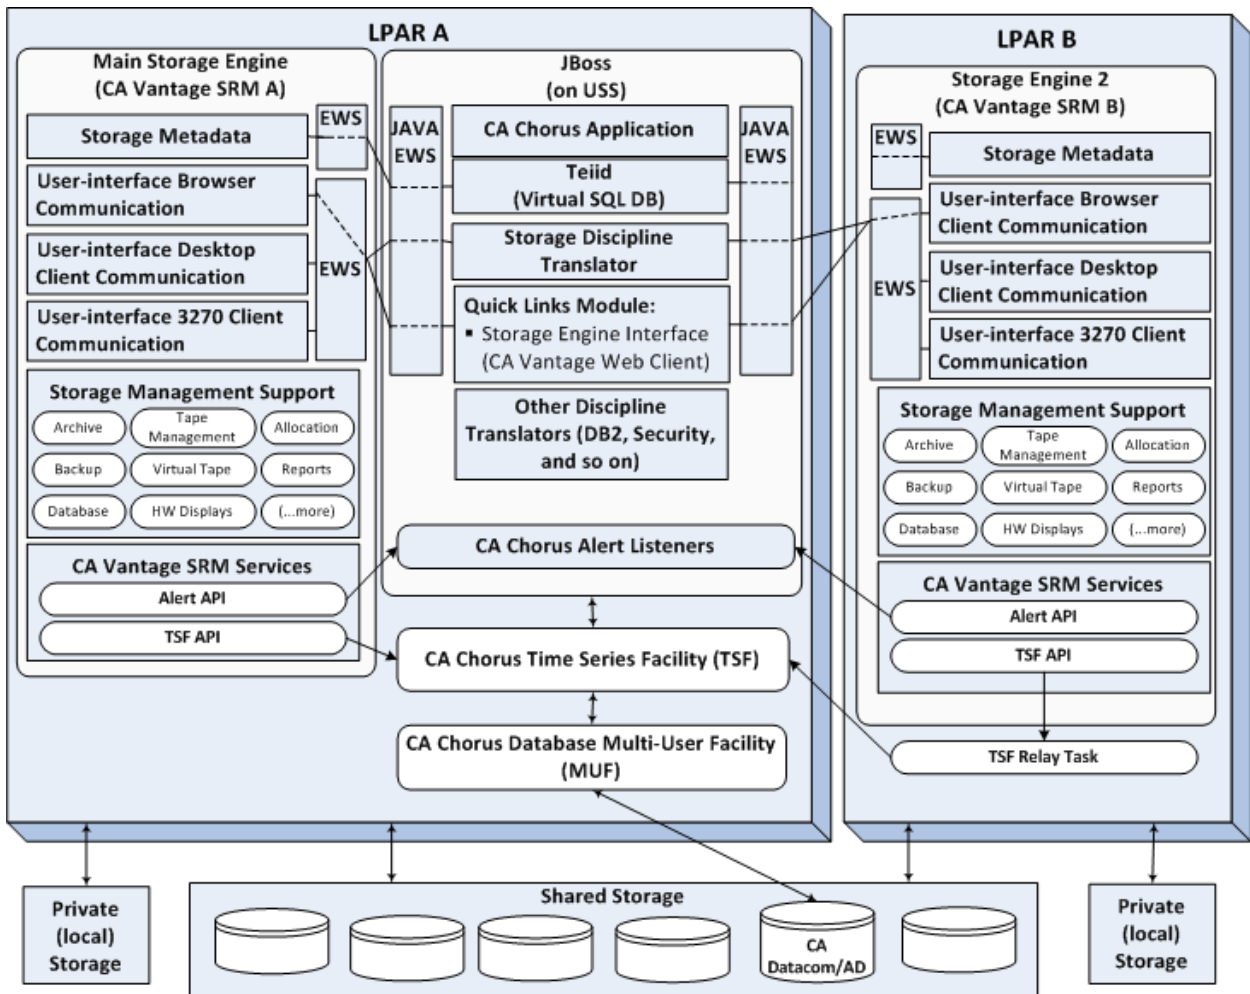 LPAR A
Main Storage Engine
(CA Vantage SRM A)
Storage Metadata
EWS
User-interface Browser
Communication
User-interface Desktop
Client Communication
User-interface 3270 Client
Communication
EWS
Storage Management Support
Archive
Tape
Management
Allocation
Backup
Virtual Tape
Reports
Database
HW Displays
(...more)
CA Vantage SRM Services
Alert API
TSF API
JBoss
(on USS)
JAVA
EWS
CA Chorus Application
Teiid
(Virtual SQL DB)
Storage Discipline
Translator
Quick Links Module:
▪ Storage Engine Interface
(CA Vantage Web Client)
Other Discipline
Translators (DB2, Security,
and so on)
JAVA
EWS
CA Chorus Alert Listeners
CA Chorus Time Series Facility (TSF)
CA Chorus Database Multi-User Facility
(MUF)
LPAR B
Storage Engine 2
(CA Vantage SRM B)
EWS
Storage Metadata
User-interface Browser
Client Communication
EWS
User-interface Desktop
Client Communication
User-interface 3270 Client
Communication
Storage Management Support
Archive
Tape
Management
Allocation
Backup
Virtual Tape
Reports
Database
HW Displays
(...more)
CA Vantage SRM Services
Alert API
TSF API
TSF Relay Task
Private
(local)
Storage
Shared Storage
CA
Datacom/AD
Private
(local)
Storage